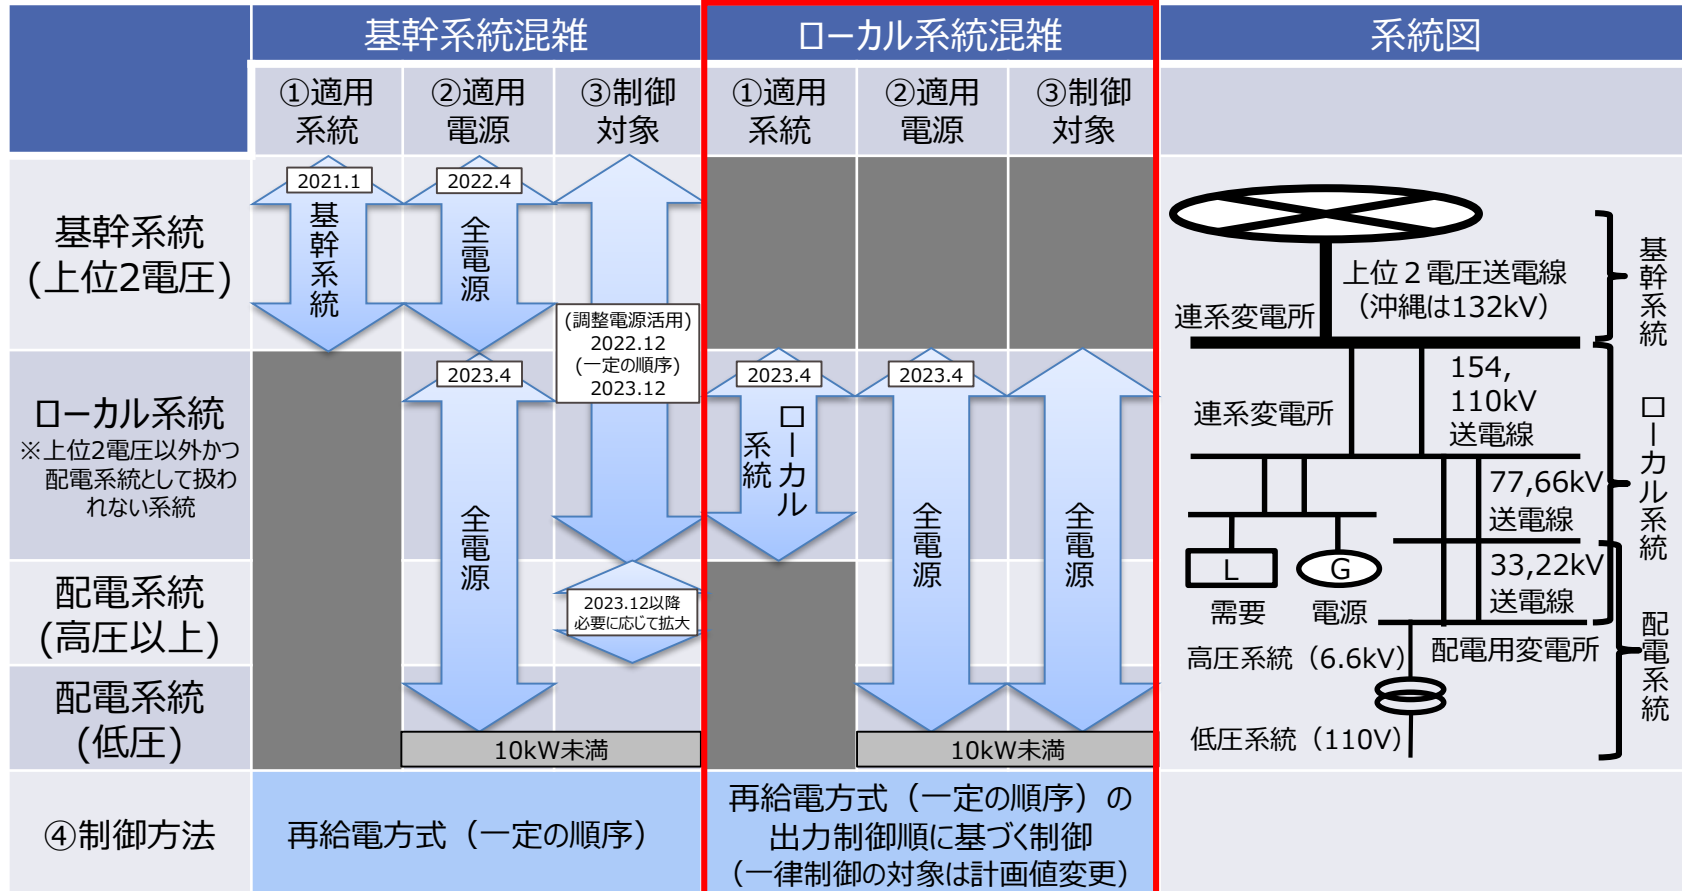 基幹系統混雑
ローカル系統混雑
系統図
①適用
系統
②適用
電源
③制御
対象
①適用
系統
②適用
電源
③制御
対象
基幹系統
(上位2電圧)
2021.1
基幹系統
2022.4
全電源
(調整電源活用)
2022.12
(一定の順序)
2023.12
ローカル系統
※上位2電圧以外かつ
配電系統として扱わ
れない系統
2023.4
全電源
2023.4
ローカル
系統
2023.4
全電源
全電源
配電系統
(高圧以上)
2023.12以降
必要に応じて拡大
配電系統
(低圧)
10kW未満
10kW未満
④制御方法
再給電方式（一定の順序）
再給電方式（一定の順序）の
出力制御順に基づく制御
（一律制御の対象は計画値変更）
上位２電圧送電線
（沖縄は132kV）
連系変電所
基幹系統
154,
110kV
送電線
連系変電所
ローカル系統
77,66kV
送電線
L
G
需要
電源
33,22kV
送電線
高圧系統（6.6kV）
配電用変電所
配電系統
低圧系統（110V）